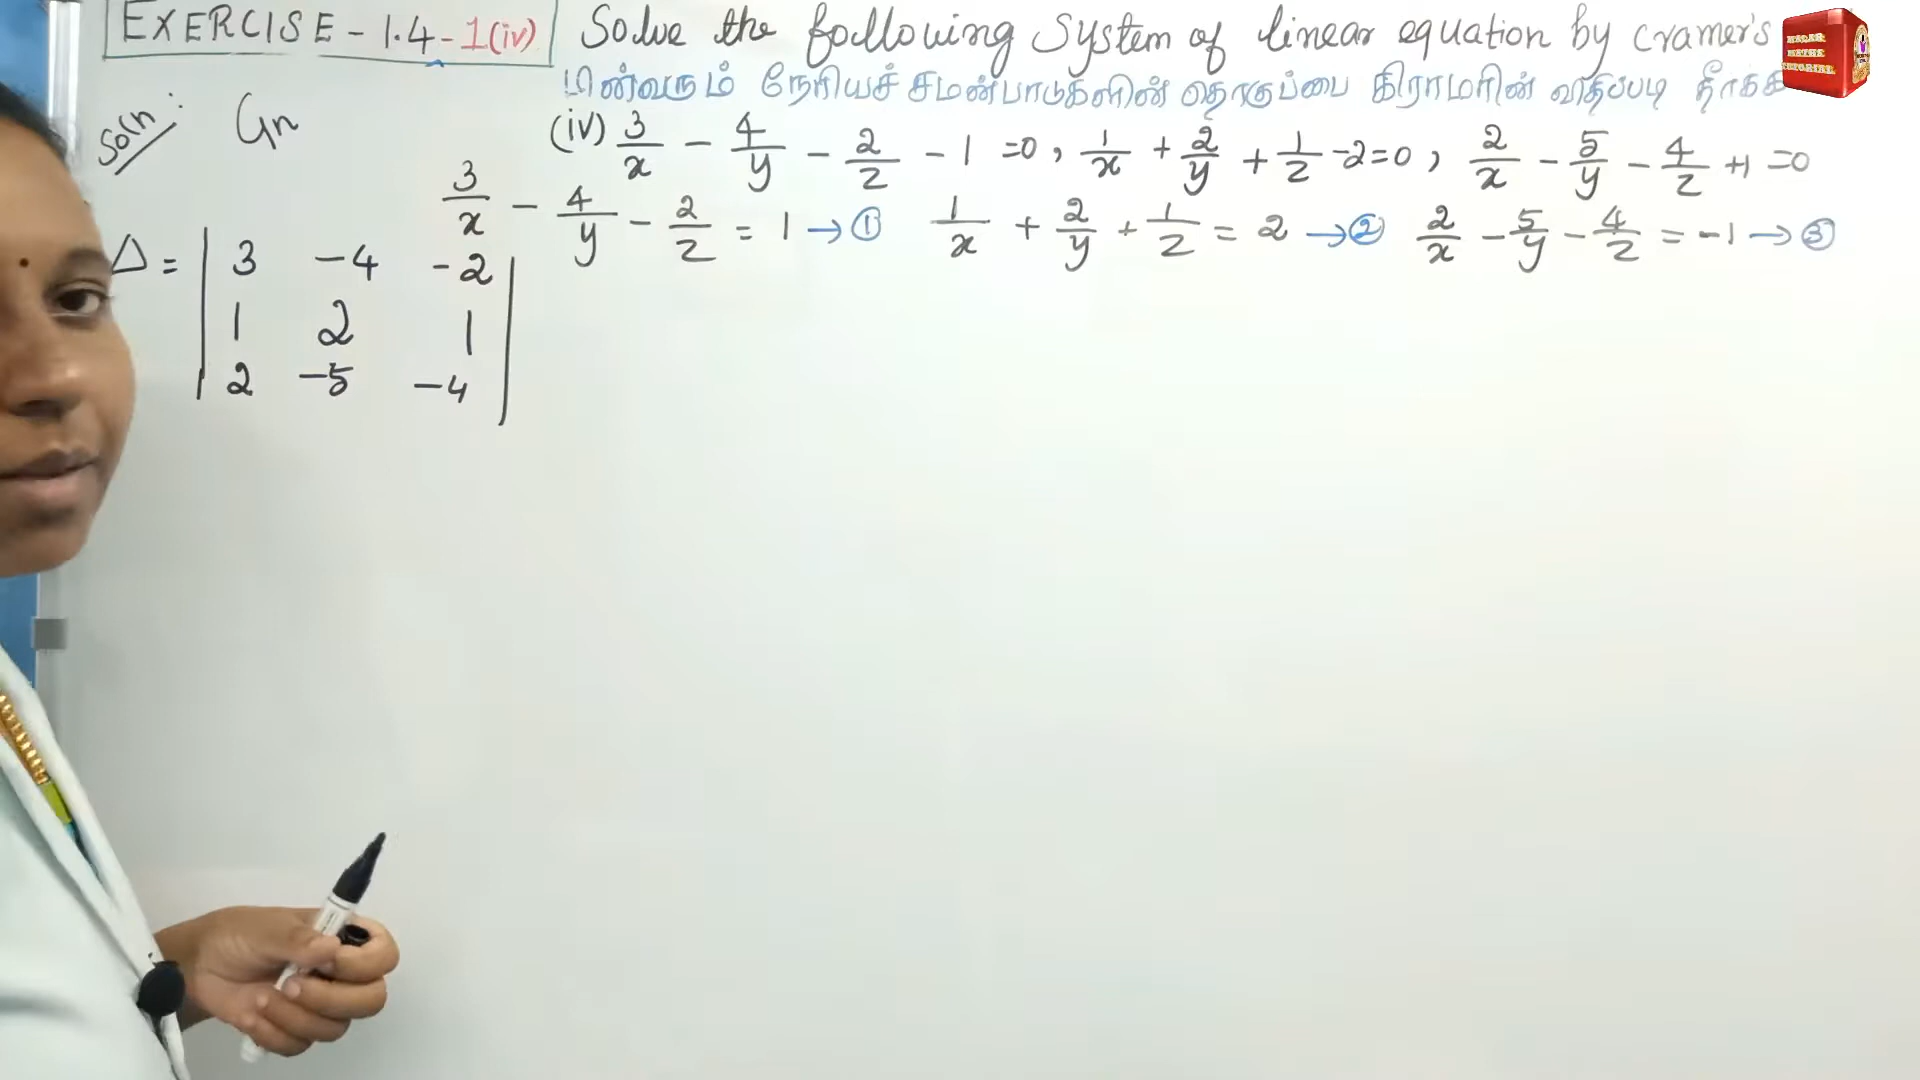 EXERCISE - 1.4 - 1(iv) Solve the following System of linear equation by cramer's
பின்வரும் நேரியச் சமன்பாடுகளின் தொகுப்பை கிராமரின் விதிப்படி தீர்க்க
Soln: Gn
(iv) 3/x - 4/y - 2/z - 1 = 0, 1/x + 2/y + 1/z - 2 = 0, 2/x - 5/y - 4/z + 1 = 0
3/x - 4/y - 2/z = 1 → ① 1/x + 2/y + 1/z = 2 → ② 2/x - 5/y - 4/z = -1 → ③
Δ = | 3 -4 -2 |
| 1 2 1 |
| 2 -5 -4 |